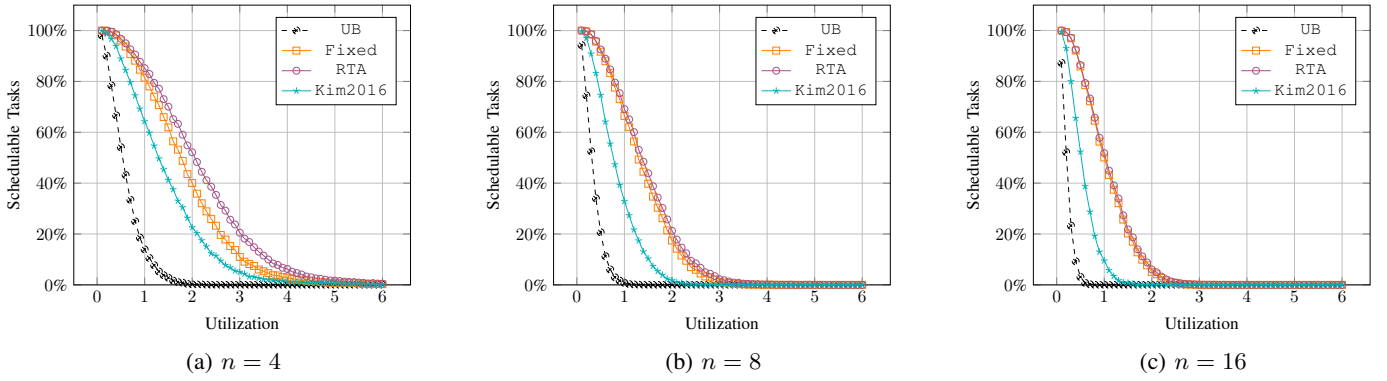 100%
80%
60%
40%
20%
0%
Schedulable Tasks
0 1 2 3 4 5 6
Utilization
UB
Fixed
RTA
Kim2016
(a) n = 4
100%
80%
60%
40%
20%
0%
Schedulable Tasks
0 1 2 3 4 5 6
Utilization
UB
Fixed
RTA
Kim2016
(b) n = 8
100%
80%
60%
40%
20%
0%
Schedulable Tasks
0 1 2 3 4 5 6
Utilization
UB
Fixed
RTA
Kim2016
(c) n = 16